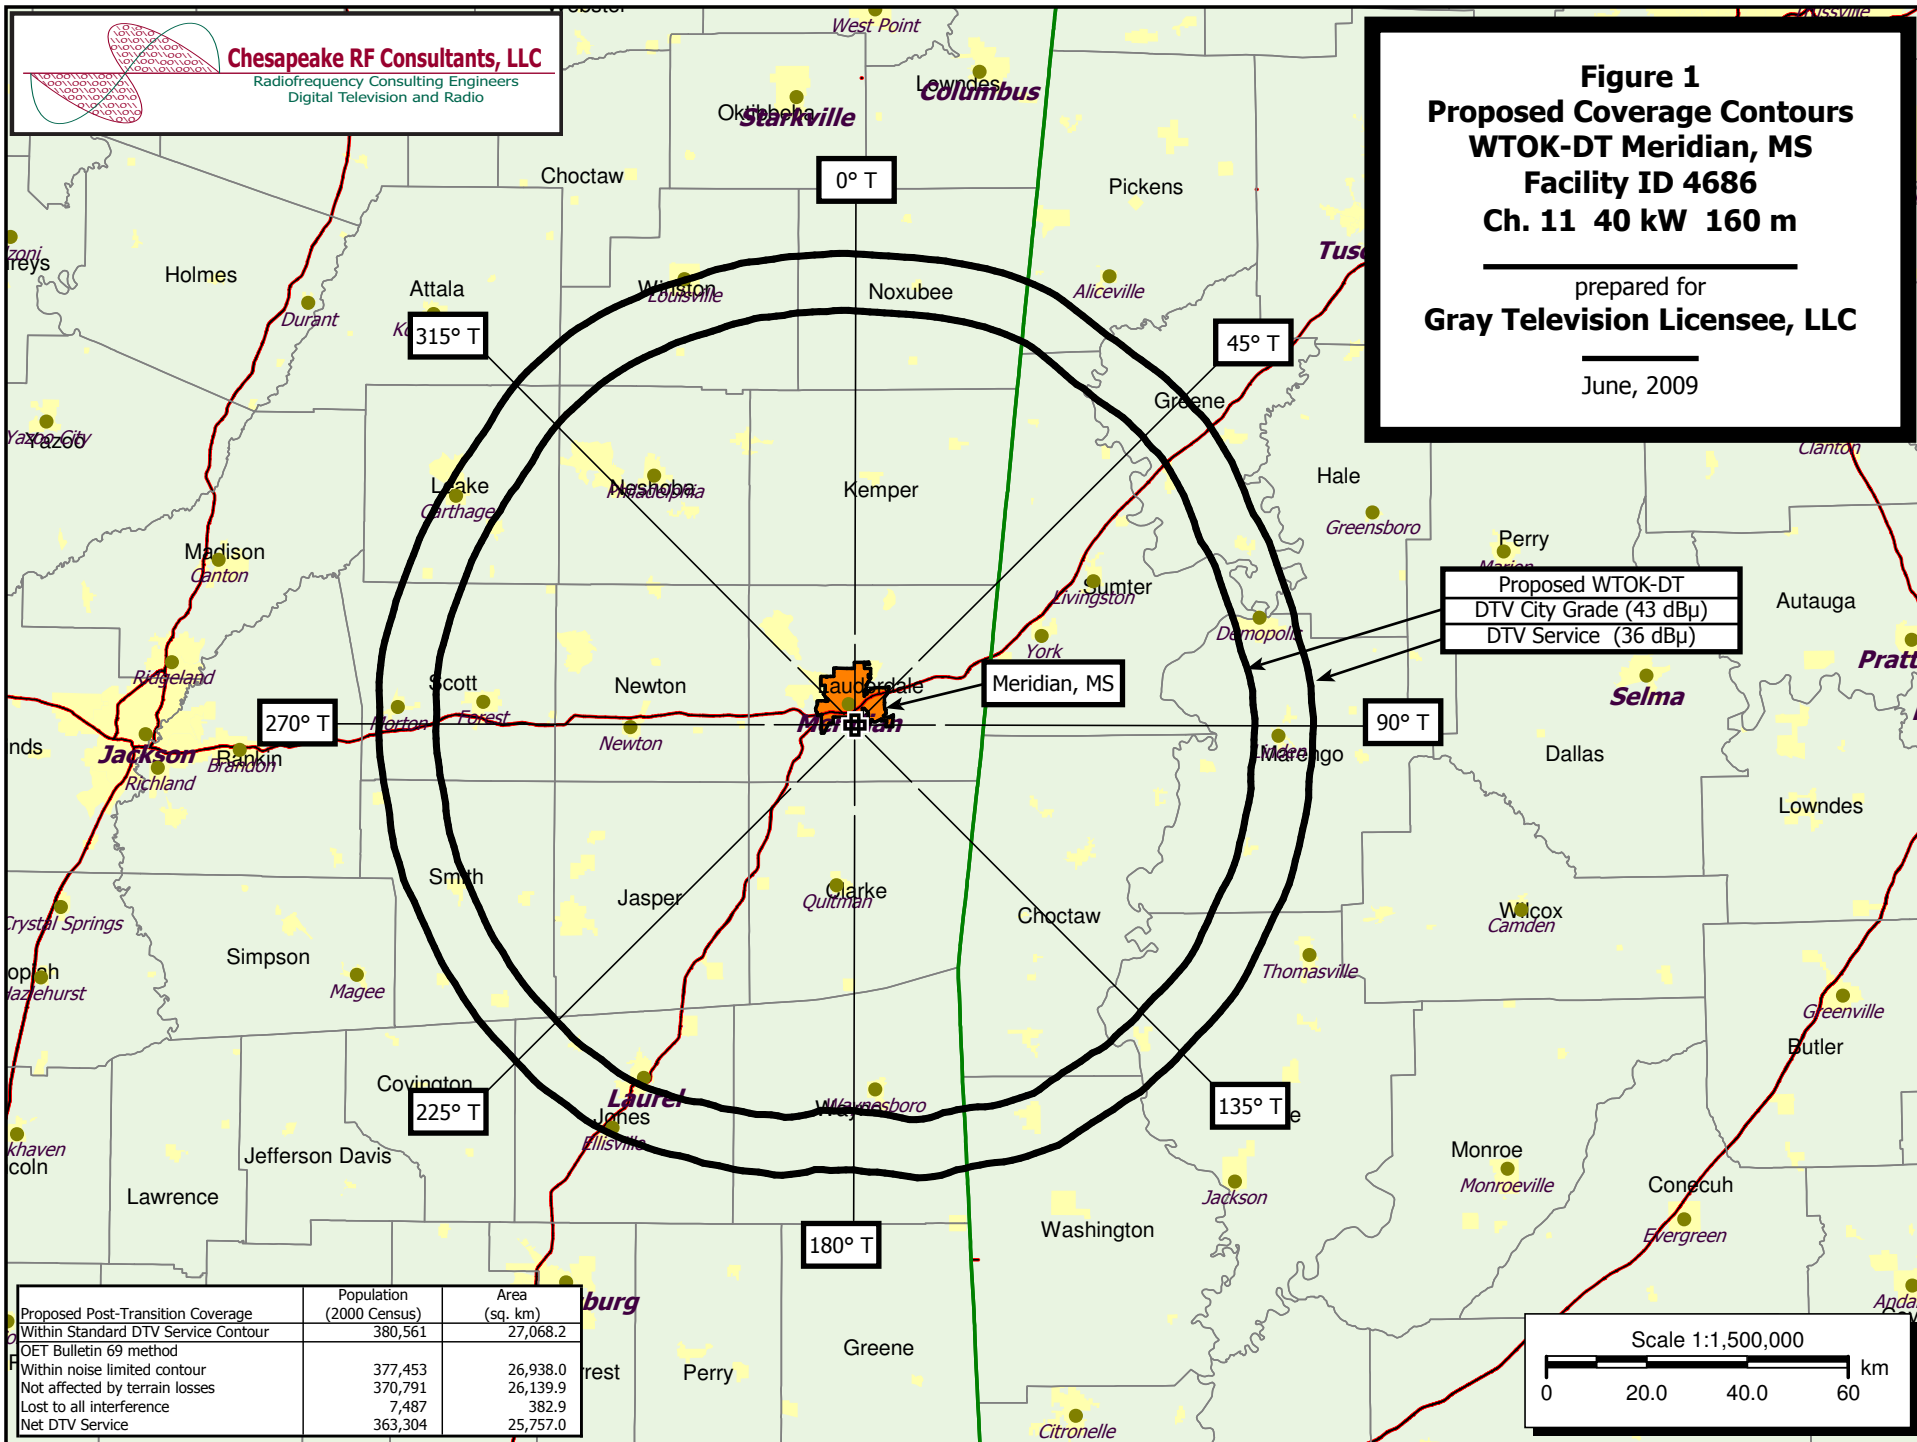 Chesapeake RF Consultants, LLC
Radiofrequency Consulting Engineers
Digital Television and Radio
Figure 1
Proposed Coverage Contours
WTOK-DT Meridian, MS
Facility ID 4686
Ch. 11 40 kW 160 m
prepared for
Gray Television Licensee, LLC
June, 2009
West Point
Lowndes
Columbus
Starkville
Choctaw
0° T
Pickens
Holmes
Durant
Attala
315° T
Winston
Louisville
Noxubee
Aliceville
45° T
Greene
Yazoo City
Yazoo
Clanton
Leake
Carthage
Neshoba
Philadelphia
Kemper
Hale
Greensboro
Perry
Madison
Canton
Sumter
Livingston
Proposed WTOK-DT
DTV City Grade (43 dBµ)
DTV Service (36 dBµ)
Autauga
Demopolis
York
Ridgeland
Scott
Newton
Lauderdale
Meridian, MS
Selma
270° T
Morton
Forest
Newton
Meridian
90° T
Jackson
Rankin
Brandon
Richland
Linden
Marengo
Dallas
Lowndes
Smith
Jasper
Clarke
Quitman
Choctaw
Wilcox
Camden
Crystal Springs
Simpson
Magee
Thomasville
Hazlehurst
Greenville
Butler
Covington
225° T
Laurel
Jones
Ellisville
Wayne
Waynesboro
135° T
Jefferson Davis
Monroe
Monroeville
Lawrence
Jackson
Conecuh
Evergreen
Washington
180° T
Greene
Perry
Citronelle
Proposed Post-Transition Coverage Population (2000 Census) Area (sq. km)
Within Standard DTV Service Contour 380,561 27,068.2
OET Bulletin 69 method
Within noise limited contour 377,453 26,938.0
Not affected by terrain losses 370,791 26,139.9
Lost to all interference 7,487 382.9
Net DTV Service 363,304 25,757.0
Scale 1:1,500,000
km
0 20.0 40.0 60